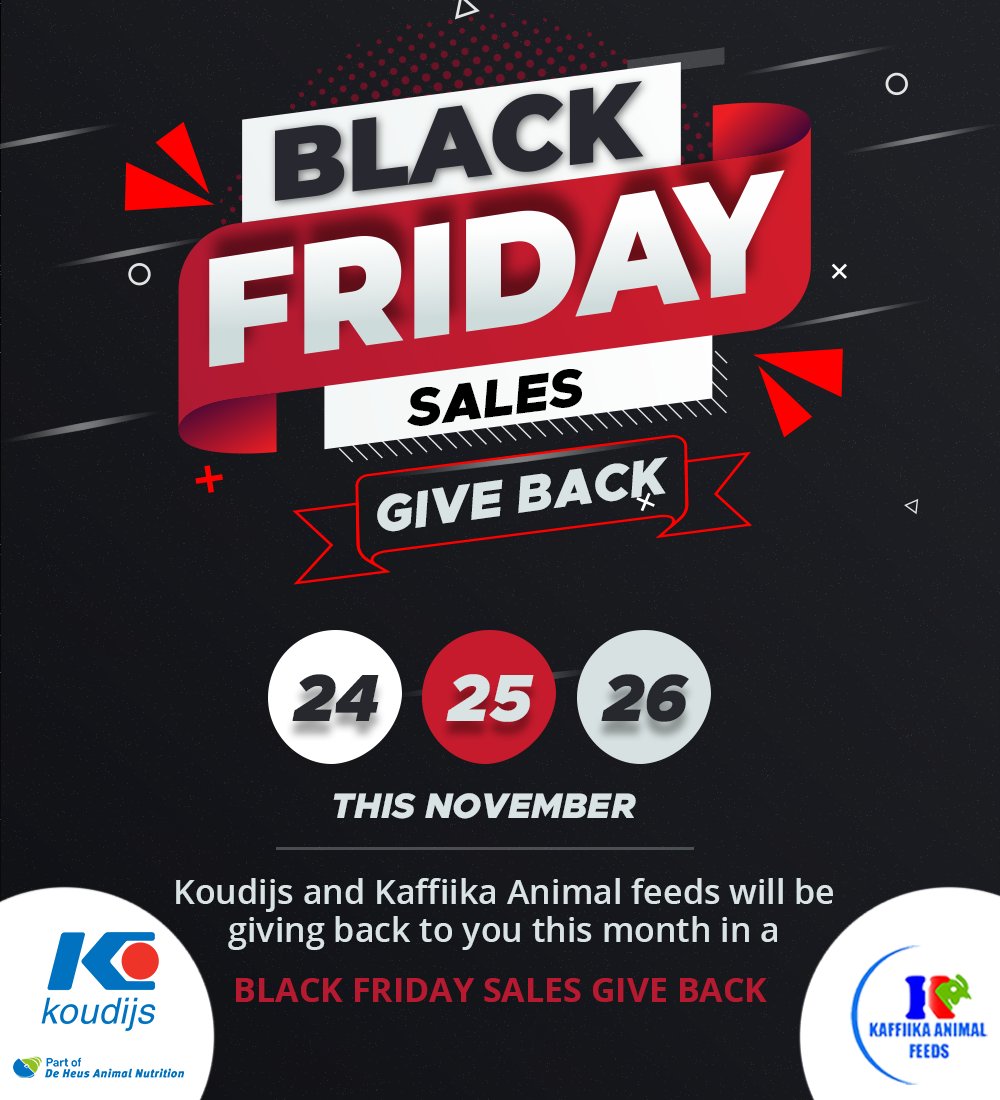 BLACK
FRIDAY
SALES
GIVE BACK
24 25 26
THIS NOVEMBER
Koudijs and Kaffiika Animal feeds will be
giving back to you this month in a
BLACK FRIDAY SALES GIVE BACK
koudijs
Part of
De Heus Animal Nutrition
KAFFIIKA ANIMAL
FEEDS